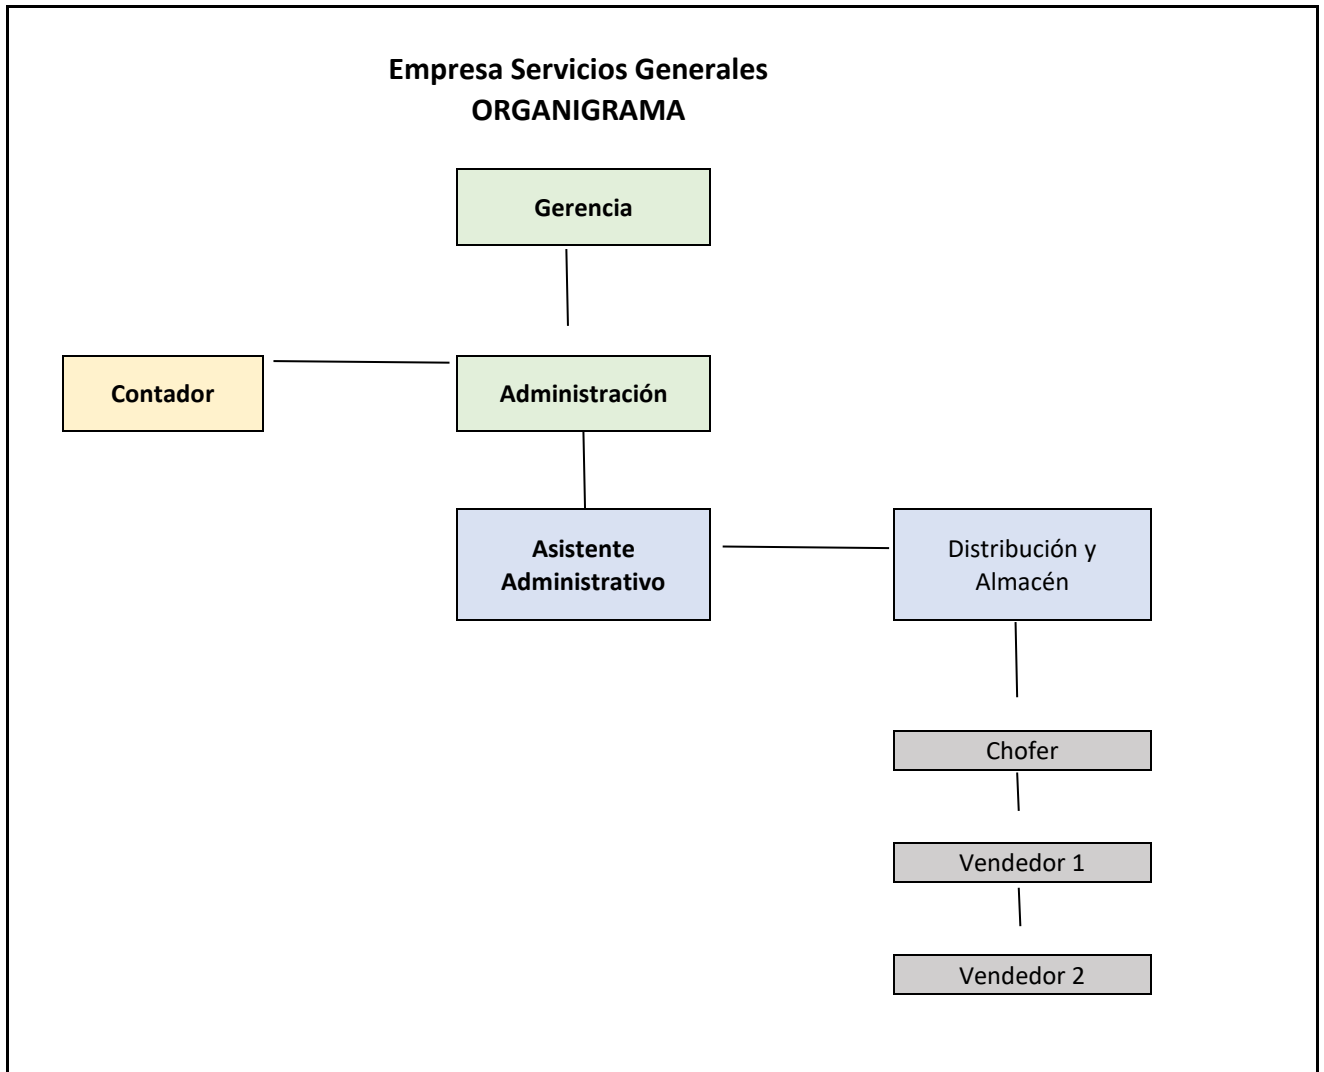 Empresa Servicios Generales
ORGANIGRAMA
Gerencia
Contador
Administración
Asistente
Administrativo
Distribución y
Almacén
Chofer
Vendedor 1
Vendedor 2